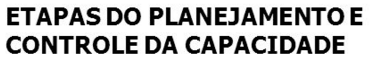 ETAPAS DO PLANEJAMENTO E
CONTROLE DA CAPACIDADE